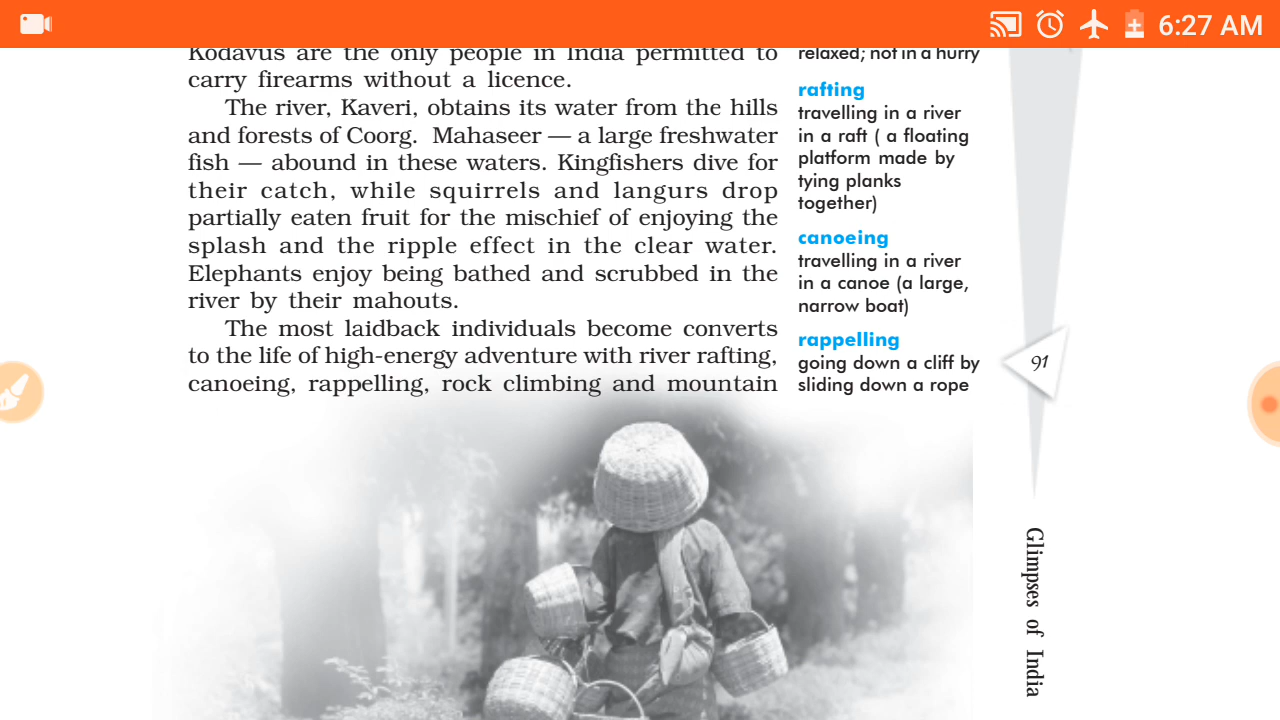 6:27 AM
Kodavus are the only people in India permitted to
carry firearms without a licence.
The river, Kaveri, obtains its water from the hills
and forests of Coorg. Mahaseer — a large freshwater
fish — abound in these waters. Kingfishers dive for
their catch, while squirrels and langurs drop
partially eaten fruit for the mischief of enjoying the
splash and the ripple effect in the clear water.
Elephants enjoy being bathed and scrubbed in the
river by their mahouts.
The most laidback individuals become converts
to the life of high-energy adventure with river rafting,
canoeing, rappelling, rock climbing and mountain
relaxed; not in a hurry
rafting
travelling in a river
in a raft ( a floating
platform made by
tying planks
together)
canoeing
travelling in a river
in a canoe (a large,
narrow boat)
rappelling
going down a cliff by
sliding down a rope
91
Glimpses of India